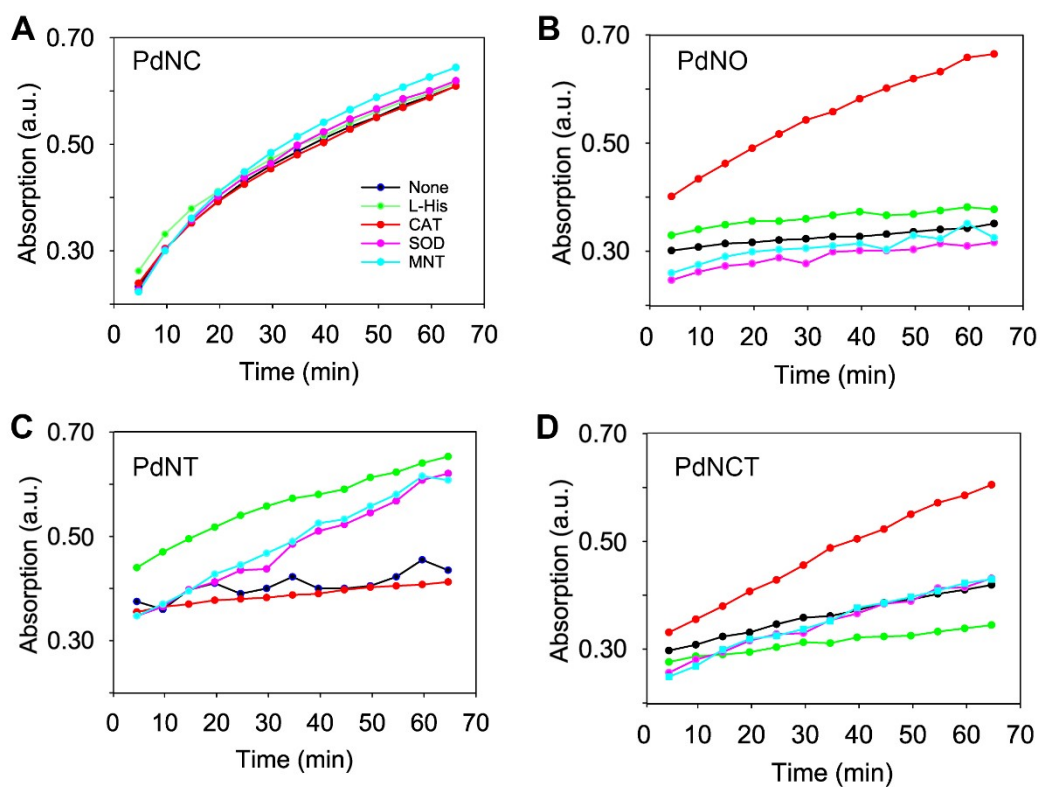 A
PdNC
0.70
0.50
0.30
Absorption (a.u.)
None
L-His
CAT
SOD
MNT
0 10 20 30 40 50 60 70
Time (min)
B
PdNO
0.70
0.50
0.30
Absorption (a.u.)
0 10 20 30 40 50 60 70
Time (min)
C
PdNT
0.70
0.50
0.30
Absorption (a.u.)
0 10 20 30 40 50 60 70
Time (min)
D
PdNCT
0.70
0.50
0.30
Absorption (a.u.)
0 10 20 30 40 50 60 70
Time (min)